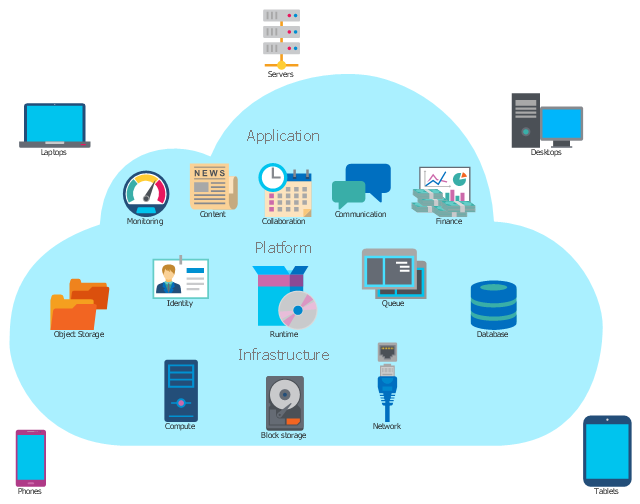 Servers
Laptops
Desktops
Application
NEWS
Monitoring
Content
Collaboration
Communication
Finance
Platform
Identity
Queue
Object Storage
Runtime
Database
Infrastructure
Compute
Block storage
Network
Phones
Tablets